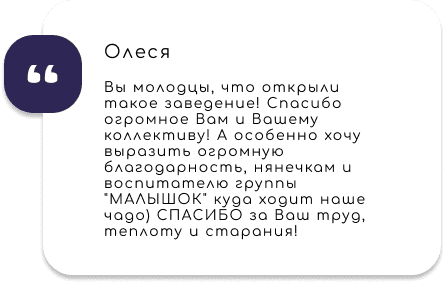 Олеся
Вы молодцы, что открыли
такое заведение! Спасибо
огромное Вам и Вашему
коллективу! А особенно хочу
выразить огромную
благодарность, нянечкам и
воспитателю группы
"МАЛЫШОК" куда ходит наше
чадо) СПАСИБО за Ваш труд,
теплоту и старания!